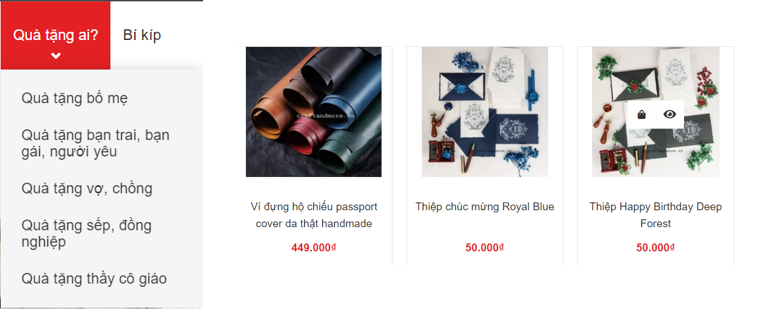 Quà tặng ai?
Bí kíp
Quà tặng bố mẹ
Quà tặng bạn trai, bạn
gái, người yêu
Quà tặng vợ, chồng
Quà tặng sếp, đồng
nghiệp
Quà tặng thầy cô giáo
Ví đựng hộ chiếu passport
cover da thật handmade
449.000₫
Thiệp chúc mừng Royal Blue
50.000₫
Thiệp Happy Birthday Deep
Forest
50.000₫